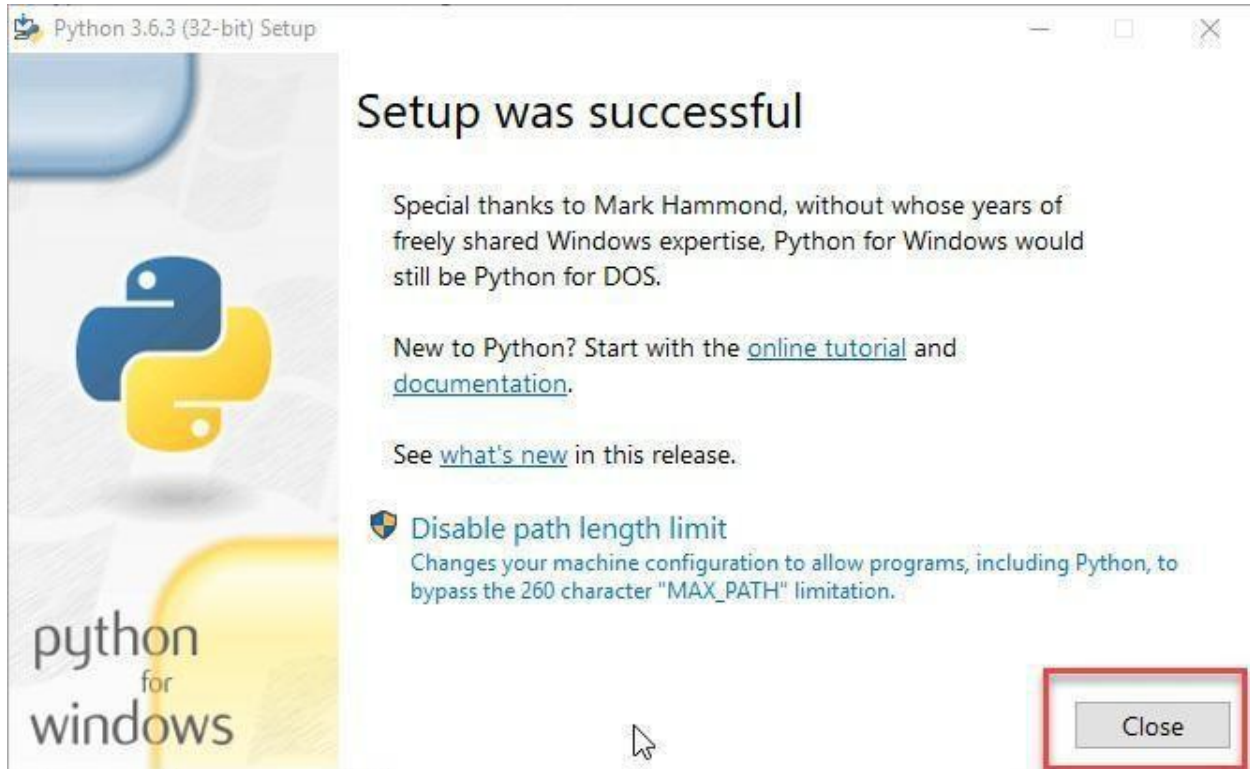 Python 3.6.3 (32-bit) Setup
Setup was successful
Special thanks to Mark Hammond, without whose years of
freely shared Windows expertise, Python for Windows would
still be Python for DOS.
New to Python? Start with the online tutorial and
documentation.
See what's new in this release.
Disable path length limit
Changes your machine configuration to allow programs, including Python, to
bypass the 260 character "MAX_PATH" limitation.
python
for
windows
Close